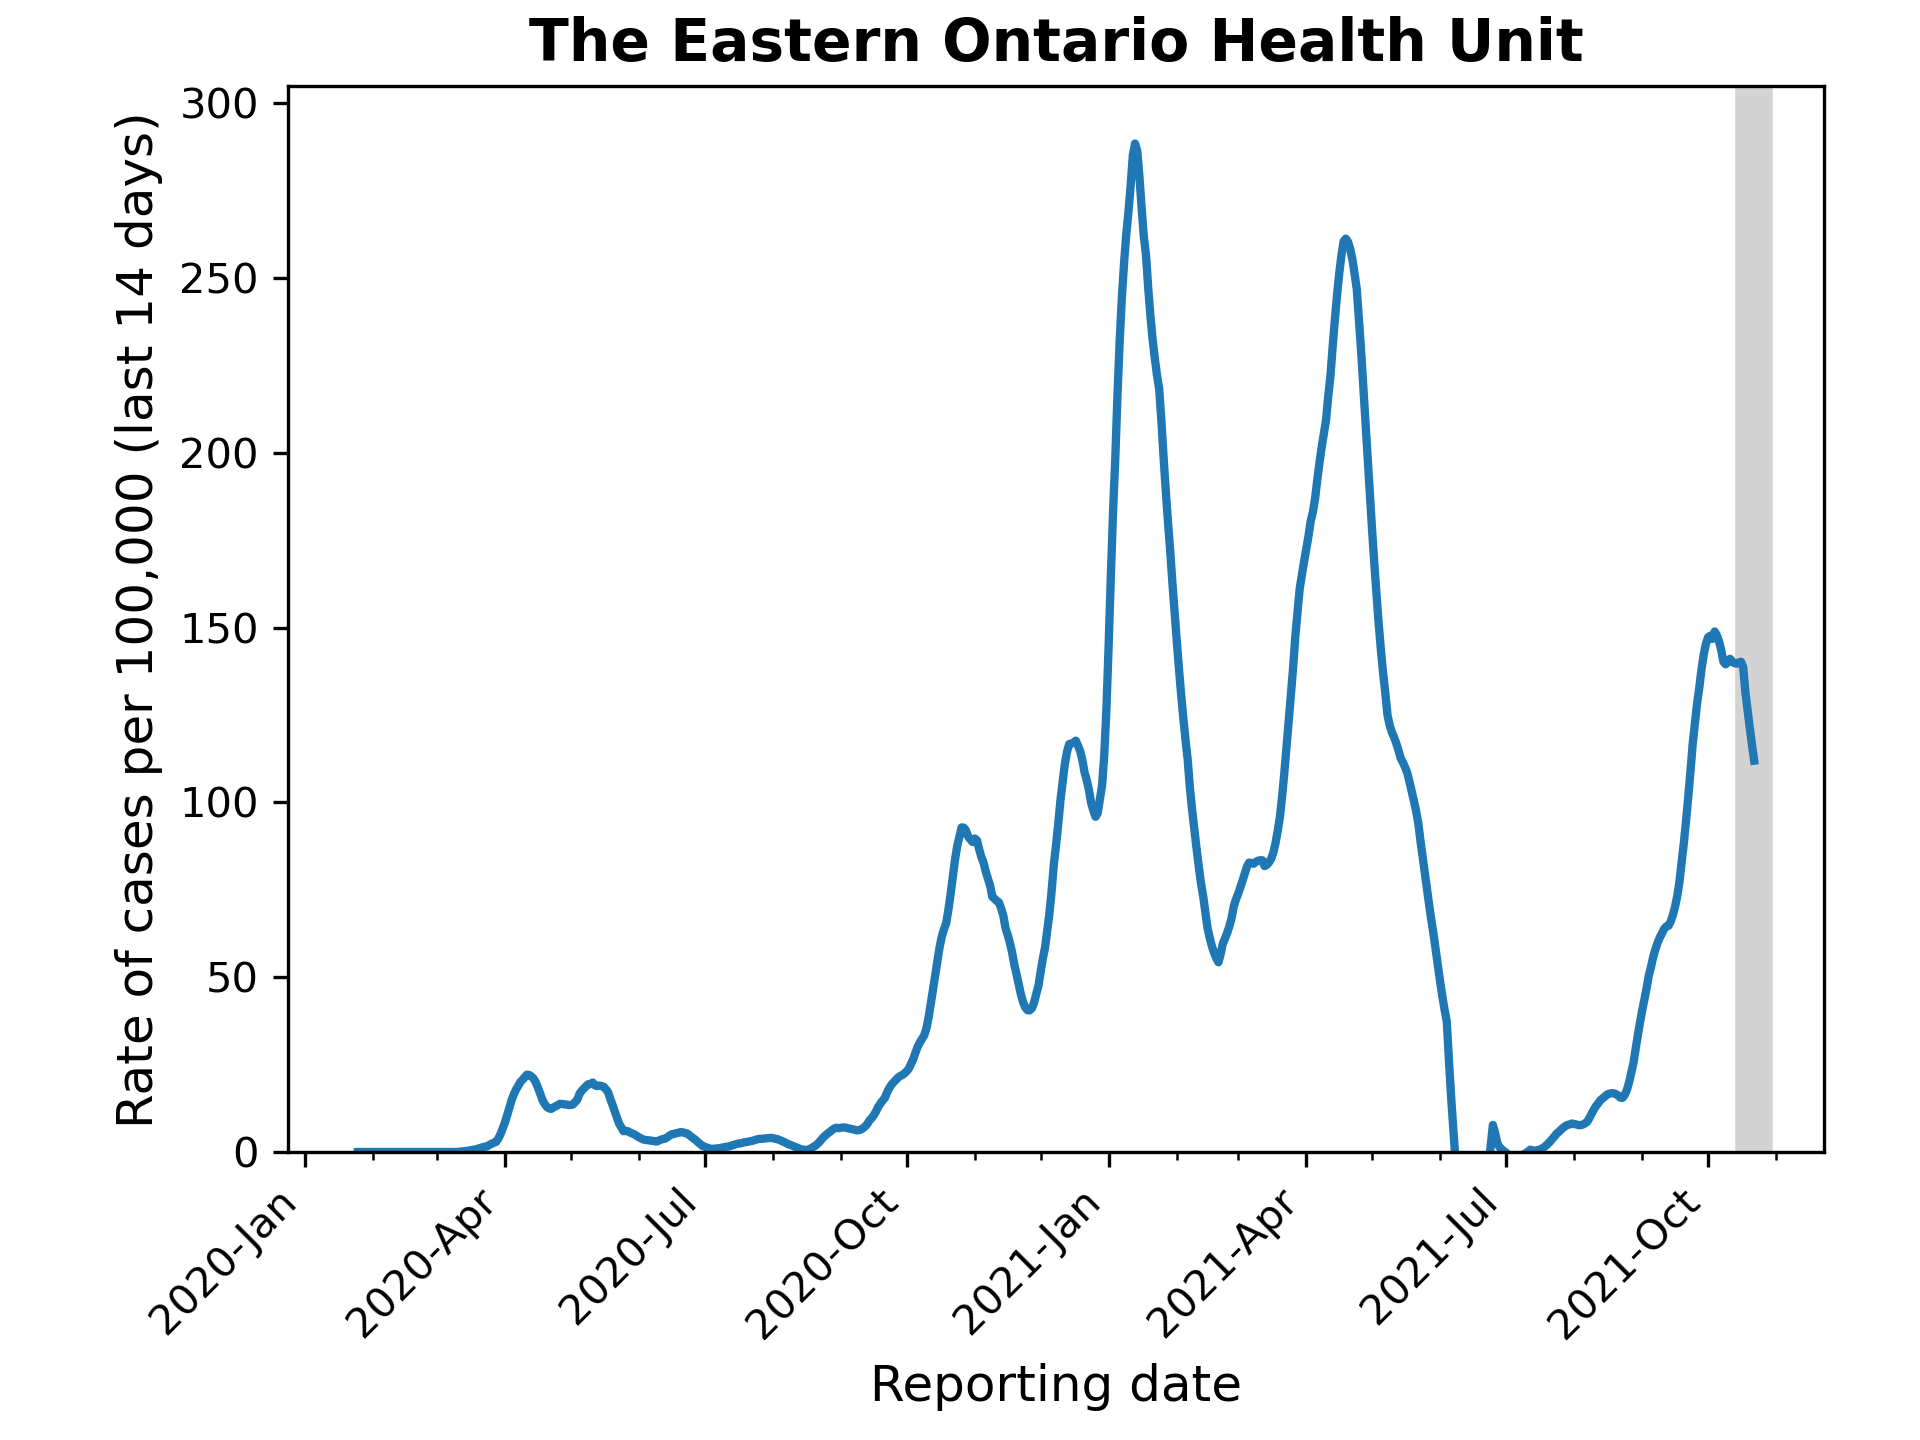 The Eastern Ontario Health Unit
Rate of cases per 100,000 (last 14 days)
300
250
200
150
100
50
0
2020-Jan
2020-Apr
2020-Jul
2020-Oct
2021-Jan
2021-Apr
2021-Jul
2021-Oct
Reporting date